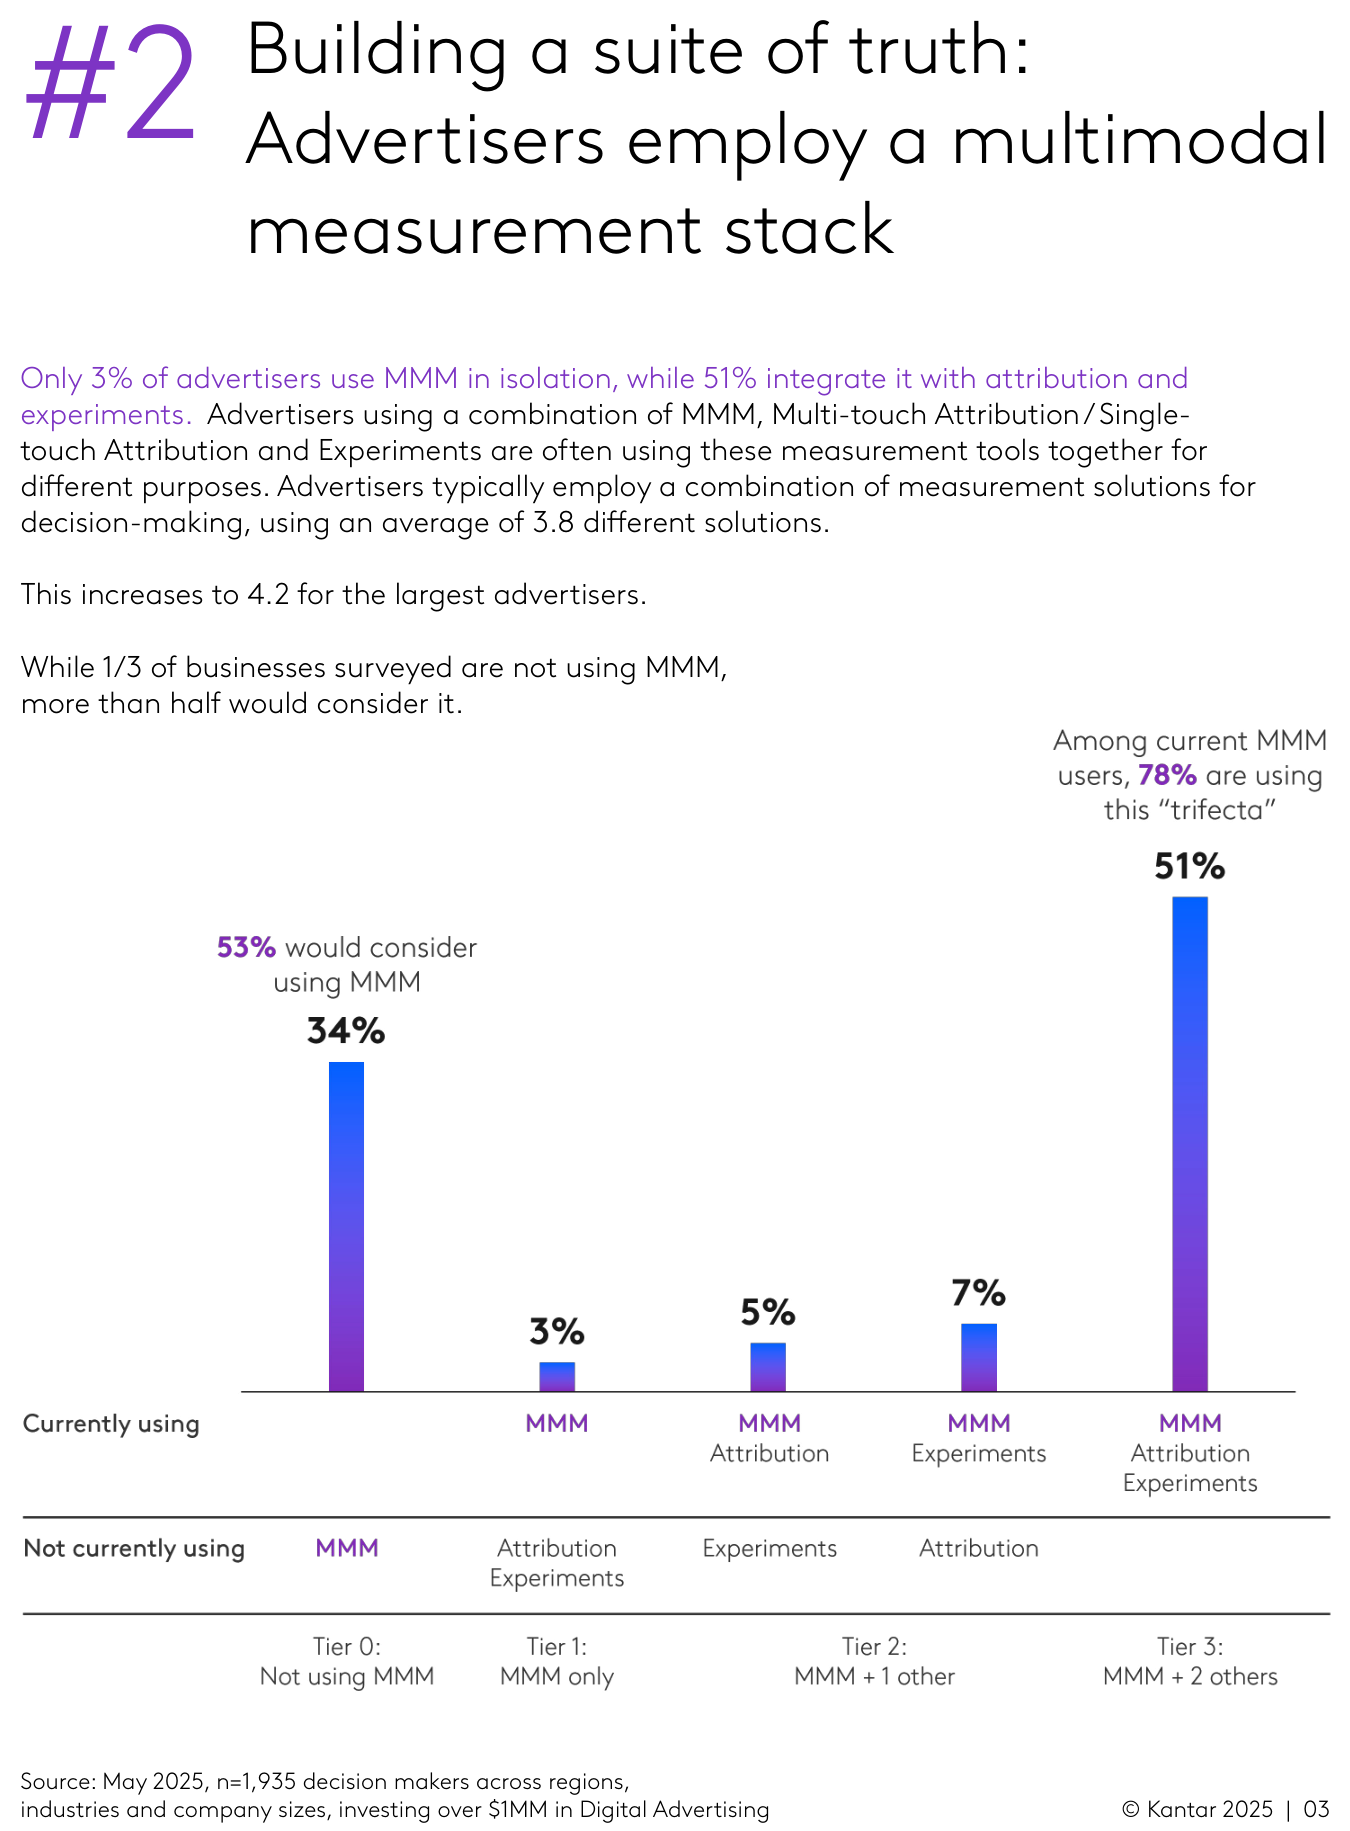 #2
Building a suite of truth:
Advertisers employ a multimodal
measurement stack
Only 3% of advertisers use MMM in isolation, while 51% integrate it with attribution and
experiments. Advertisers using a combination of MMM, Multi-touch Attribution/Single-
touch Attribution and Experiments are often using these measurement tools together for
different purposes. Advertisers typically employ a combination of measurement solutions for
decision-making, using an average of 3.8 different solutions.
This increases to 4.2 for the largest advertisers.
While 1/3 of businesses surveyed are not using MMM,
more than half would consider it.
Among current MMM
users, 78% are using
this “trifecta”
51%
53% would consider
using MMM
34%
3%
5%
7%
Currently using
MMM
MMM
Attribution
MMM
Experiments
MMM
Attribution
Experiments
Not currently using
MMM
Attribution
Experiments
Experiments
Attribution
Tier 0:
Not using MMM
Tier 1:
MMM only
Tier 2:
MMM + 1 other
Tier 3:
MMM + 2 others
Source: May 2025, n=1,935 decision makers across regions,
industries and company sizes, investing over $1MM in Digital Advertising
© Kantar 2025 | 03